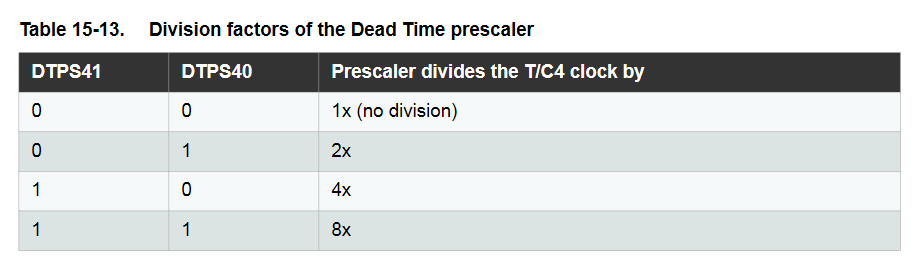 Table 15-13. Division factors of the Dead Time prescaler
DTPS41 DTPS40 Prescaler divides the T/C4 clock by
0 0 1x (no division)
0 1 2x
1 0 4x
1 1 8x